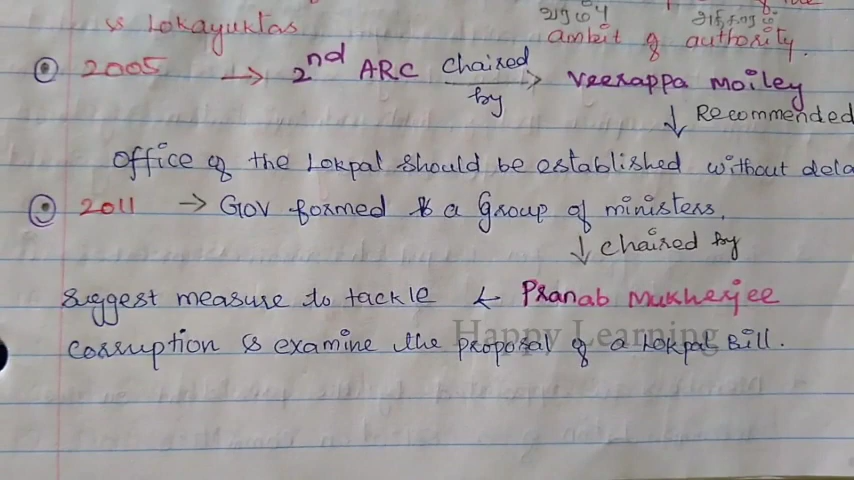 & Lokayuktas
வரம்பு
அதிகார
ambit of authority.
2005 → 2nd ARC chaired by → Veerappa Moiley
↓ Recommended
Office of the Lokpal should be established without dela
2011 → Gov formed a Group of ministers.
↓ chaired by
Suggest measure to tackle ← Pranab Mukherjee
corruption & examine the proposal of a Lokpal Bill.
Happy Learning